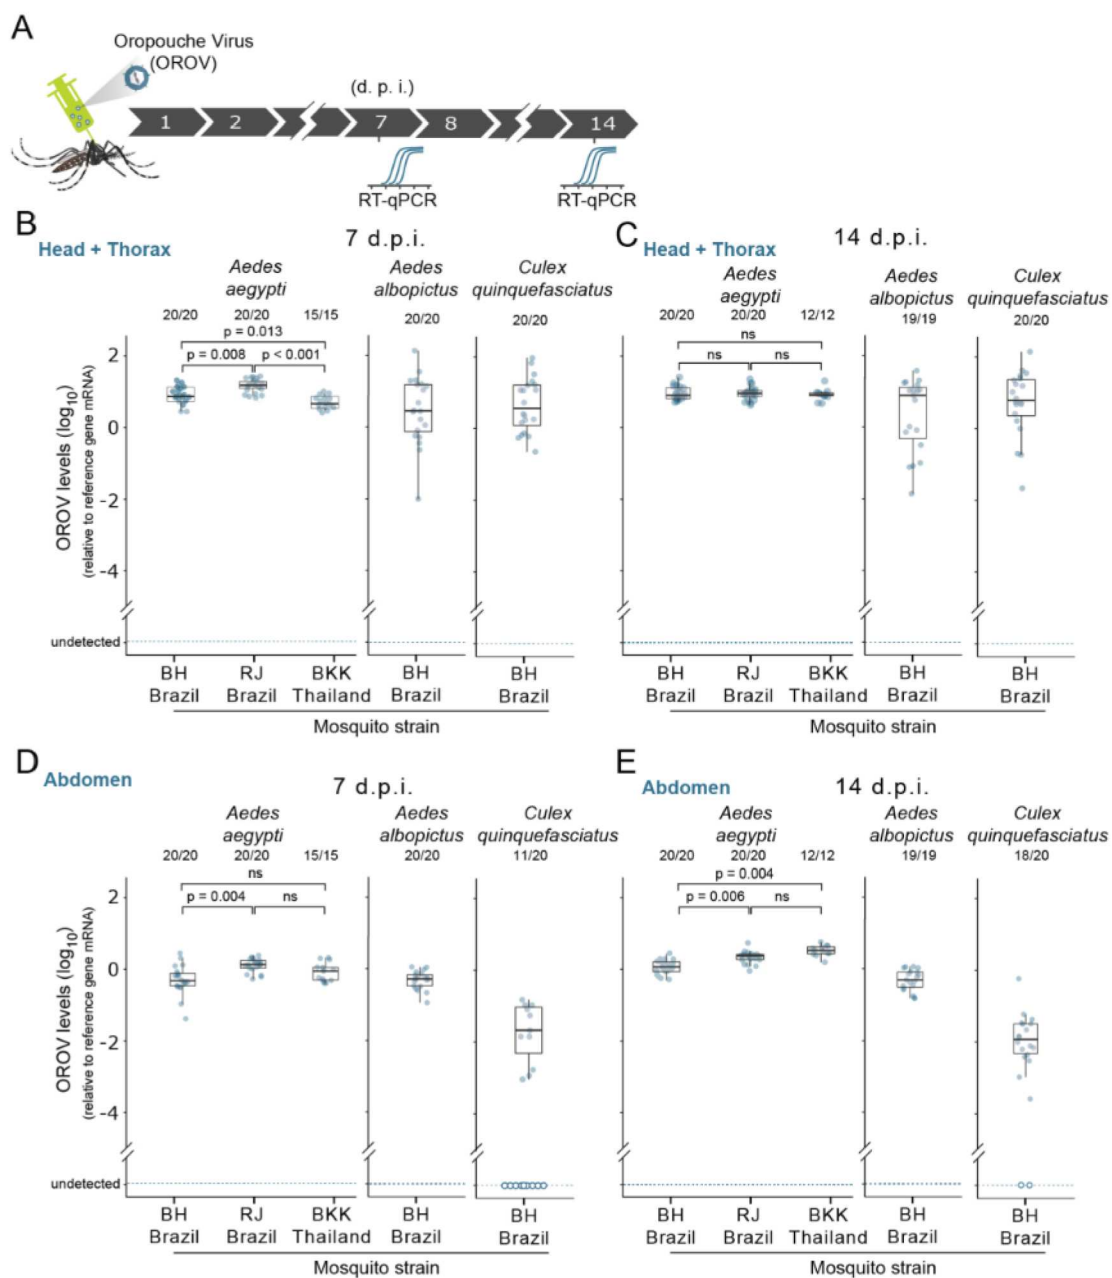 A
Oropouche Virus
(OROV)
(d. p. i.)
1 2 7 8 14
RT-qPCR RT-qPCR
B
Head + Thorax
7 d.p.i.
Aedes
aegypti
Aedes
albopictus
Culex
quinquefasciatus
20/20 20/20 15/15 20/20 20/20
p = 0.013
p = 0.008 p < 0.001
OROV levels (log10)
(relative to reference gene mRNA)
2
0
-2
-4
undetected
BH
Brazil
RJ
Brazil
BKK
Thailand
BH
Brazil
BH
Brazil
Mosquito strain
C
Head + Thorax
14 d.p.i.
Aedes
aegypti
Aedes
albopictus
Culex
quinquefasciatus
20/20 20/20 12/12 19/19 20/20
ns
ns ns
BH
Brazil
RJ
Brazil
BKK
Thailand
BH
Brazil
BH
Brazil
Mosquito strain
D
Abdomen
7 d.p.i.
Aedes
aegypti
Aedes
albopictus
Culex
quinquefasciatus
20/20 20/20 15/15 20/20 11/20
ns
p = 0.004 ns
OROV levels (log10)
(relative to reference gene mRNA)
2
0
-2
-4
undetected
BH
Brazil
RJ
Brazil
BKK
Thailand
BH
Brazil
BH
Brazil
Mosquito strain
E
Abdomen
14 d.p.i.
Aedes
aegypti
Aedes
albopictus
Culex
quinquefasciatus
20/20 20/20 12/12 19/19 18/20
p = 0.004
p = 0.006 ns
BH
Brazil
RJ
Brazil
BKK
Thailand
BH
Brazil
BH
Brazil
Mosquito strain